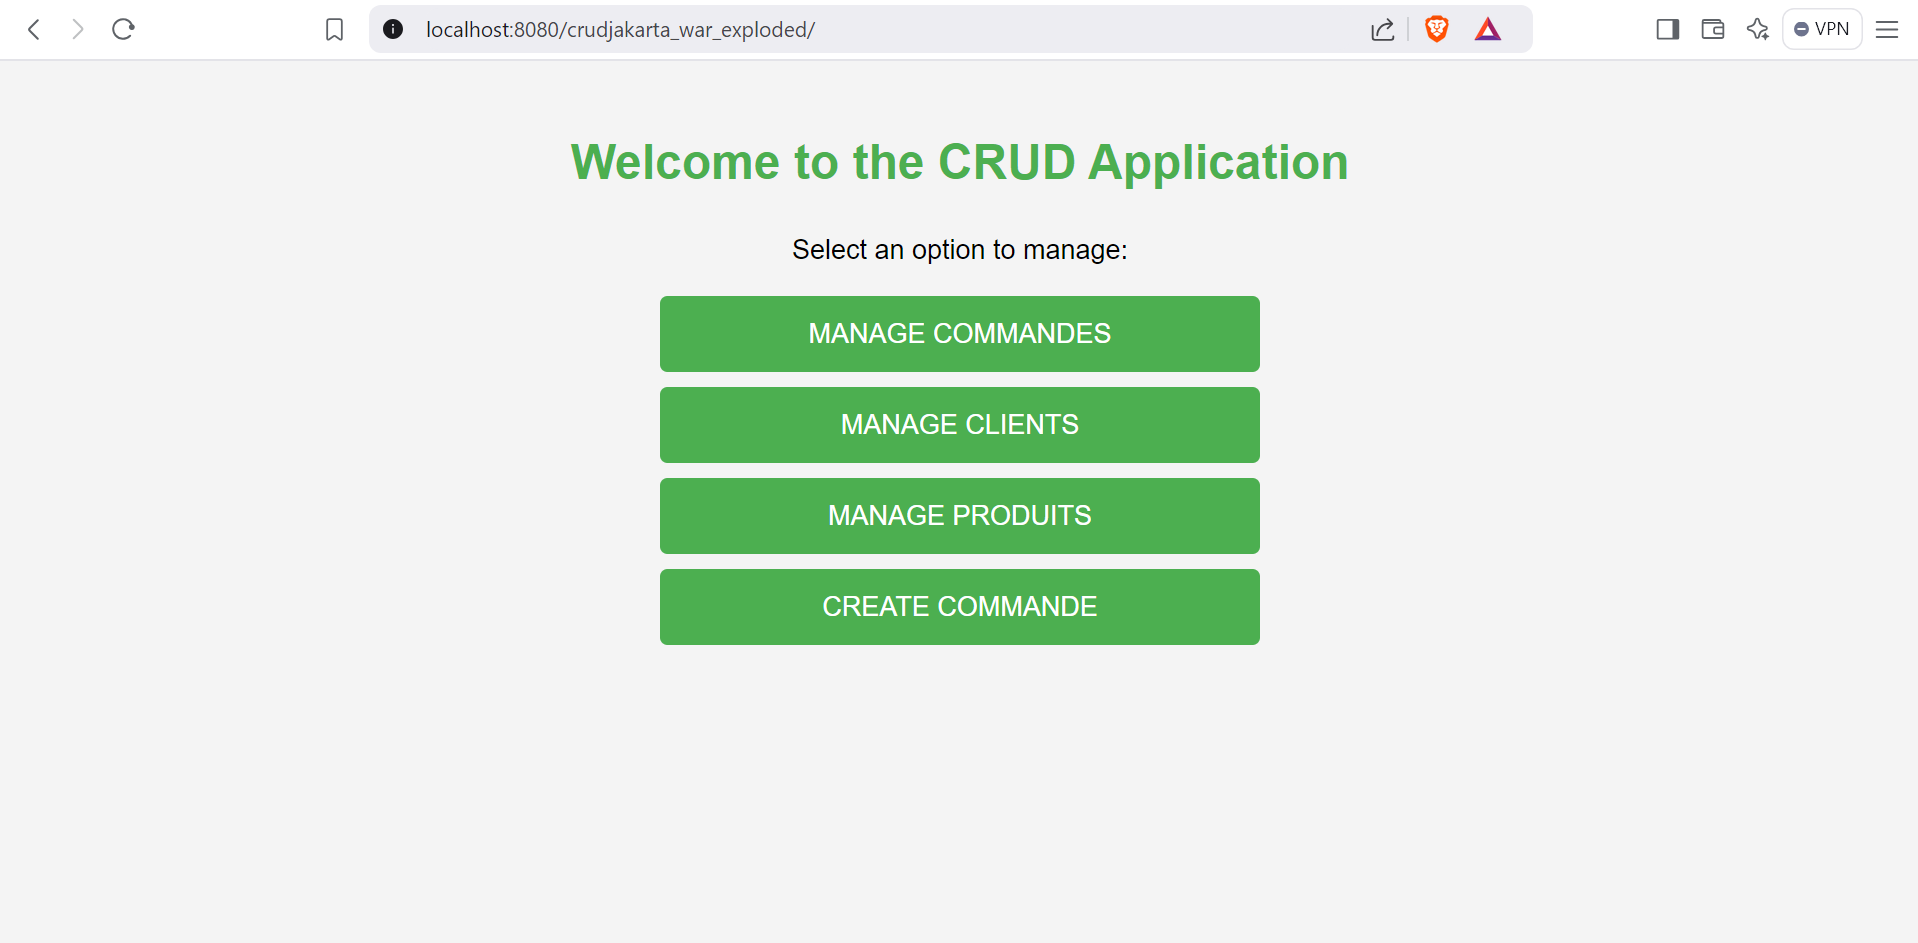 localhost:8080/crudjakarta_war_exploded/
VPN
Welcome to the CRUD Application
Select an option to manage:
MANAGE COMMANDES
MANAGE CLIENTS
MANAGE PRODUITS
CREATE COMMANDE